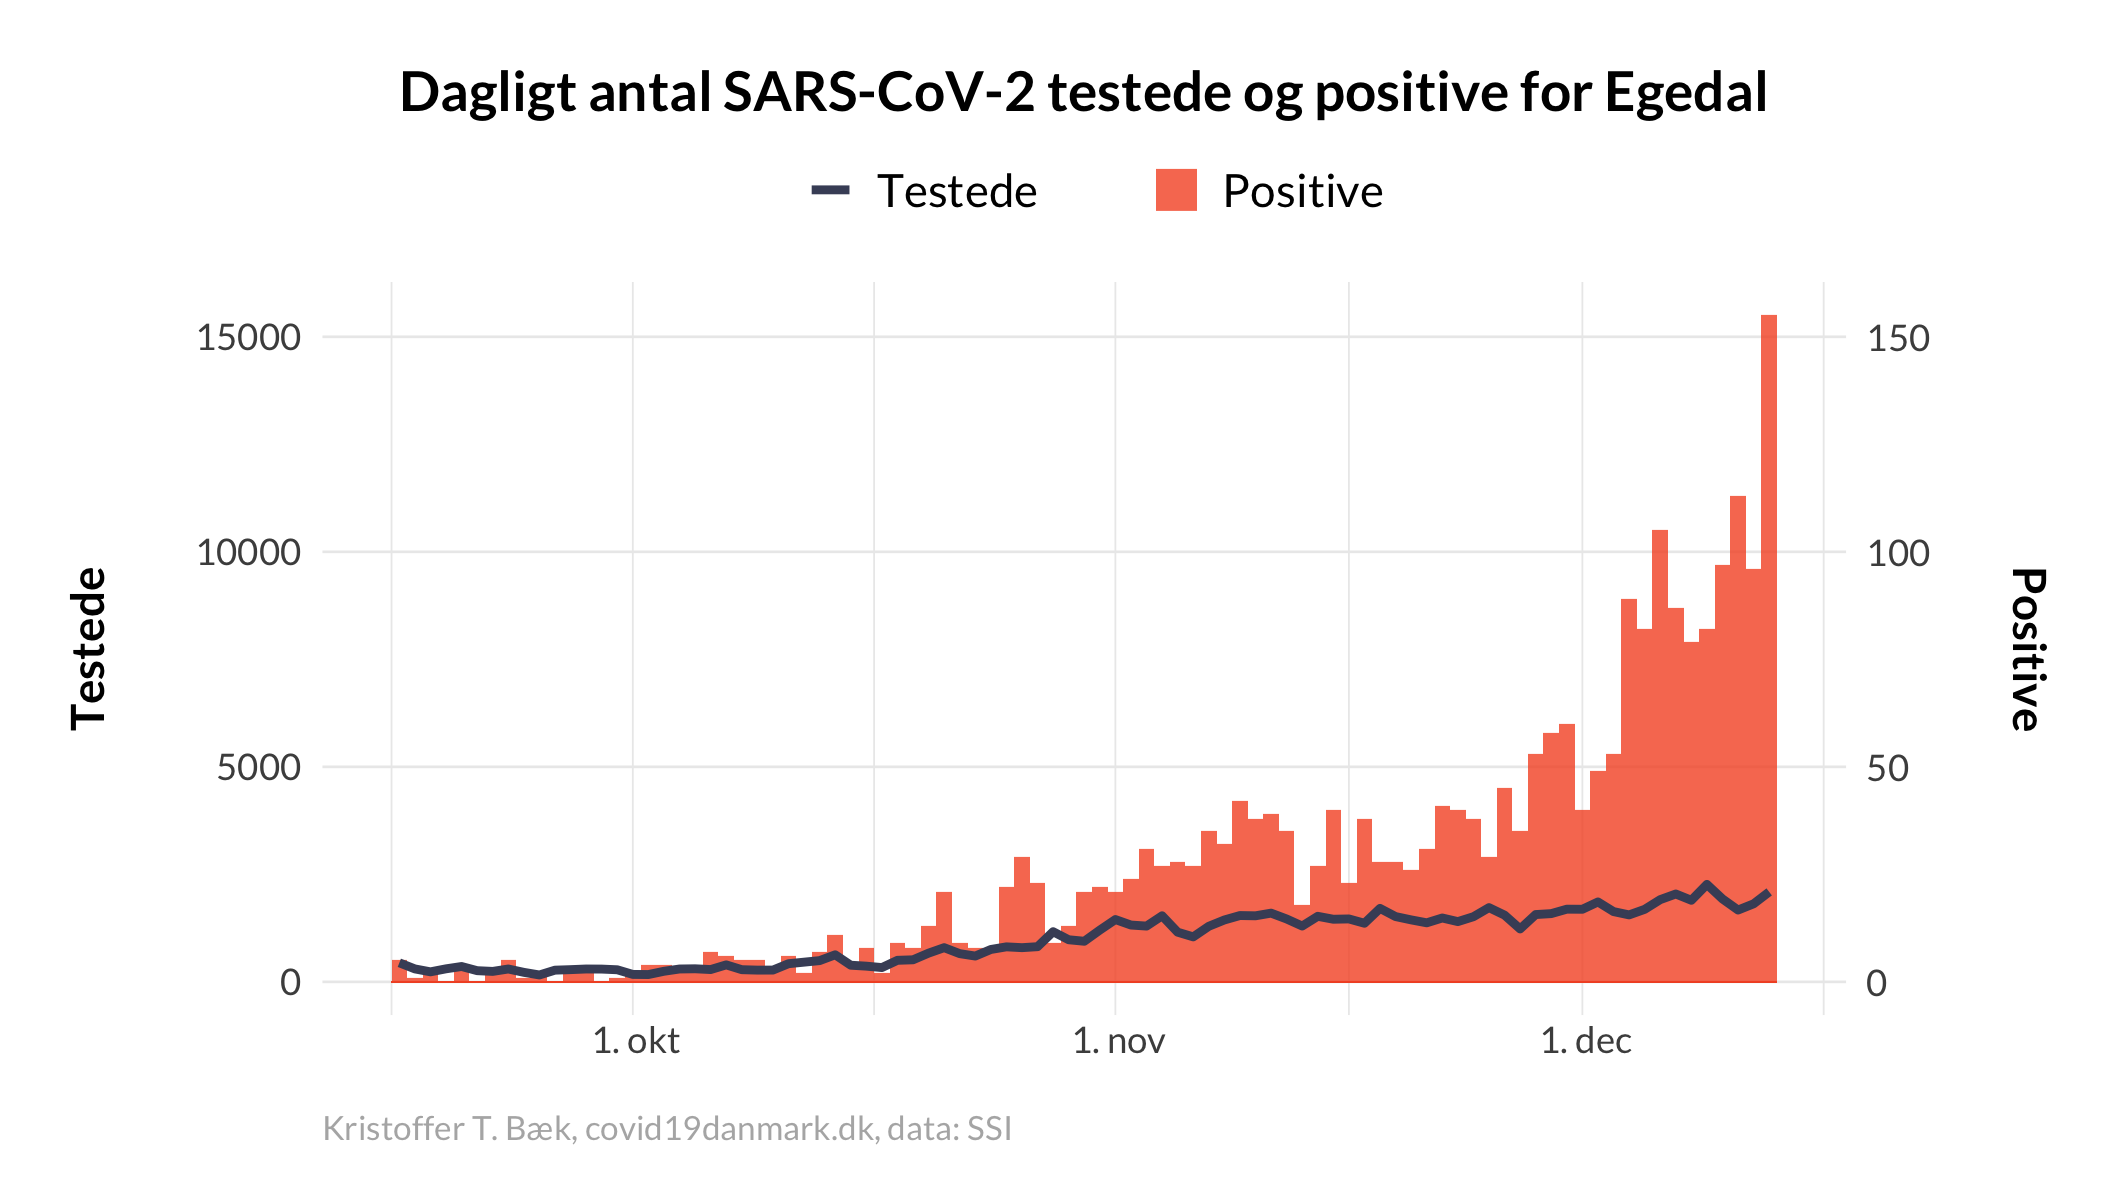 Dagligt antal SARS-CoV-2 testede og positive for Egedal
Testede
Positive
15000
10000
5000
0
150
100
50
0
Testede
Positive
1. okt
1. nov
1. dec
Kristoffer T. Bæk, covid19danmark.dk, data: SSI